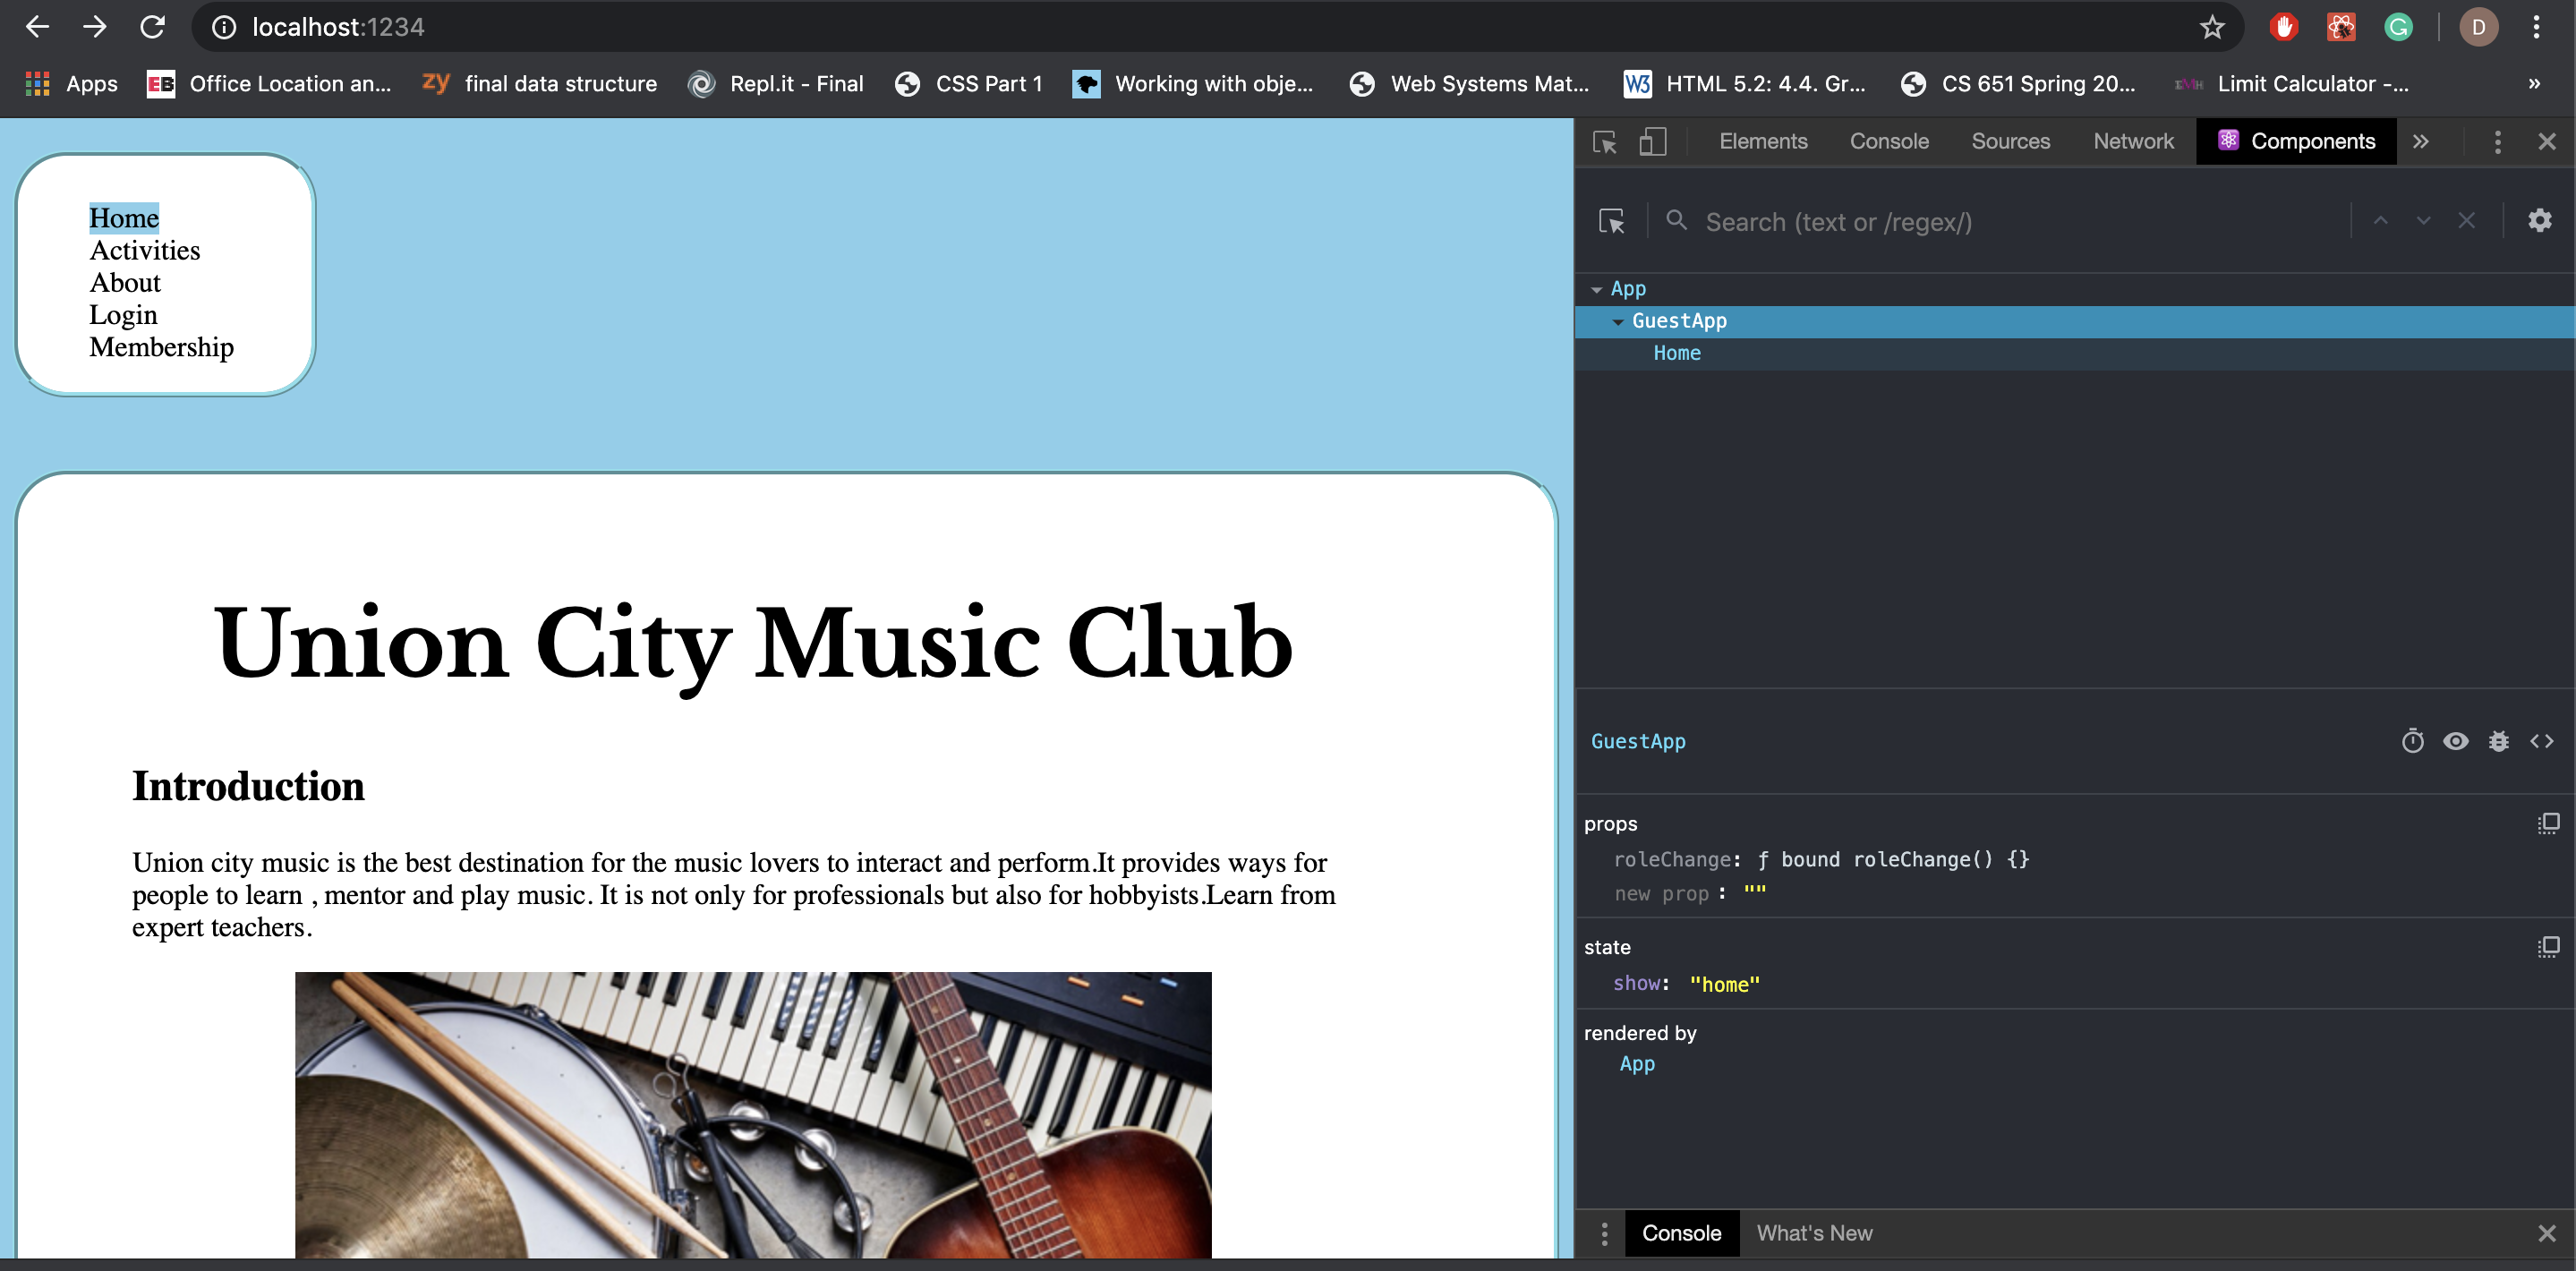 localhost:1234
D
Apps
EB Office Location an...
zy final data structure
Repl.it - Final
CSS Part 1
Working with obje...
Web Systems Mat...
W3 HTML 5.2: 4.4. Gr...
CS 651 Spring 20...
Limit Calculator -...
»
Home
Activities
About
Login
Membership
Union City Music Club
Introduction
Union city music is the best destination for the music lovers to interact and perform.It provides ways for
people to learn , mentor and play music. It is not only for professionals but also for hobbyists.Learn from
expert teachers.
Elements Console Sources Network Components »
Search (text or /regex/)
App
GuestApp
Home
GuestApp
props
roleChange: ƒ bound roleChange() {}
new prop : ""
state
show: "home"
rendered by
App
Console What's New